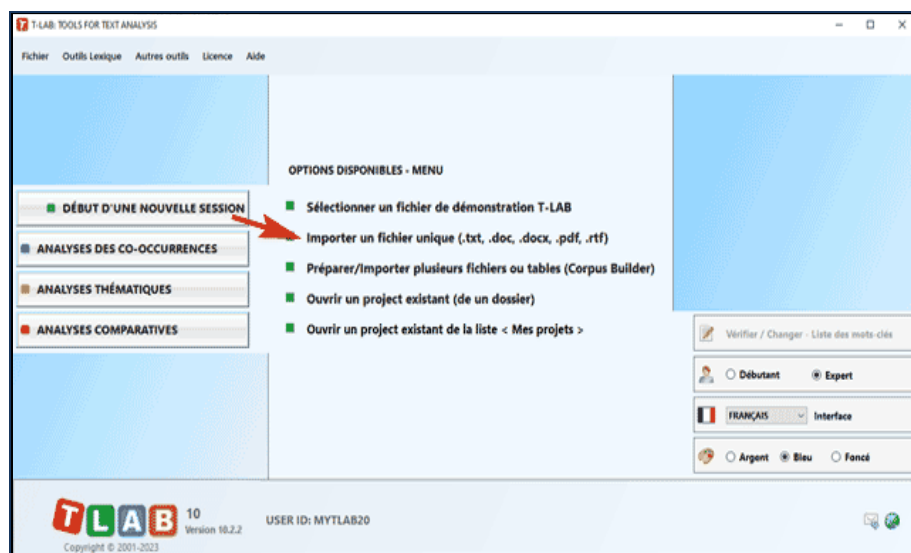 T-LAB: TOOLS FOR TEXT ANALYSIS
Fichier Outils Lexique Autres outils Licence Aide
OPTIONS DISPONIBLES - MENU
DÉBUT D'UNE NOUVELLE SESSION
ANALYSES DES CO-OCCURRENCES
ANALYSES THÉMATIQUES
ANALYSES COMPARATIVES
Sélectionner un fichier de démonstration T-LAB
Importer un fichier unique (.txt, .doc, .docx, .pdf, .rtf)
Préparer/Importer plusieurs fichiers ou tables (Corpus Builder)
Ouvrir un project existant (de un dossier)
Ouvrir un project existant de la liste < Mes projets >
Vérifier / Changer - Liste des mots-clés
Débutant Expert
FRANÇAIS Interface
Argent Bleu Foncé
TLAB 10
Version 10.2.2
Copyright © 2001-2023
USER ID: MYTLAB20